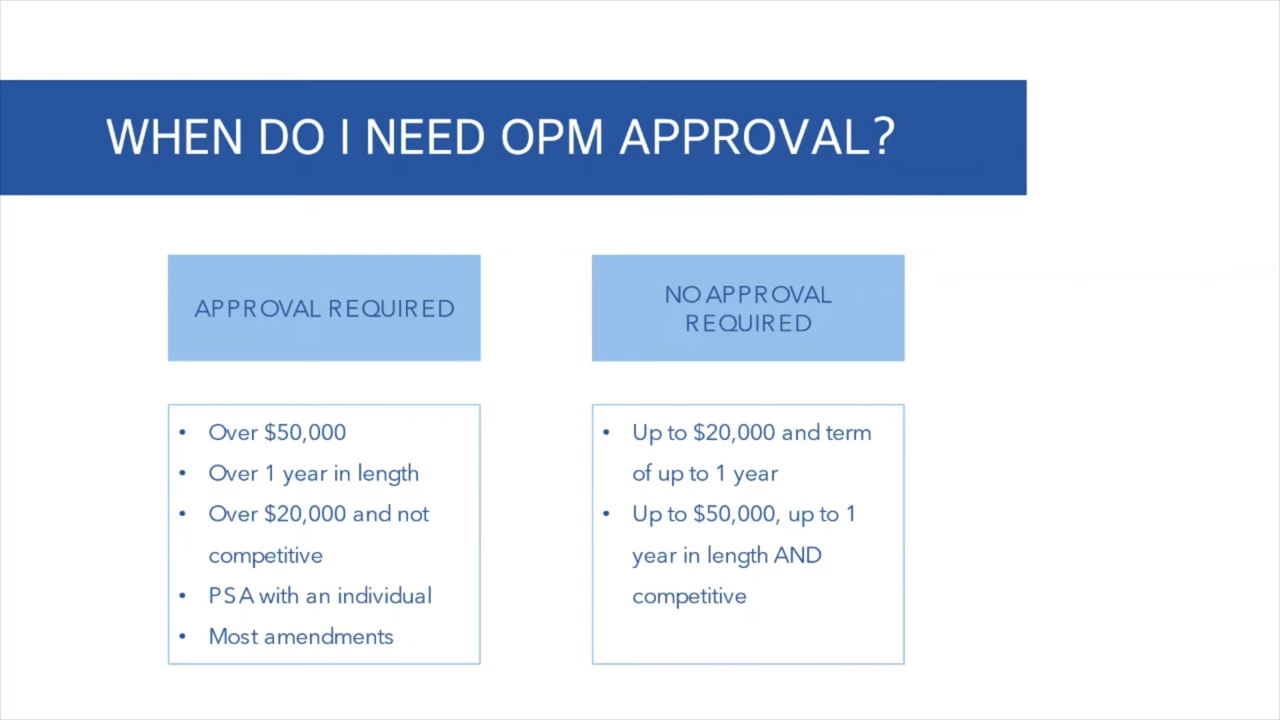 WHEN DO I NEED OPM APPROVAL?
APPROVAL REQUIRED
• Over $50,000
• Over 1 year in length
• Over $20,000 and not
competitive
• PSA with an individual
• Most amendments
NO APPROVAL
REQUIRED
• Up to $20,000 and term
of up to 1 year
• Up to $50,000, up to 1
year in length AND
competitive